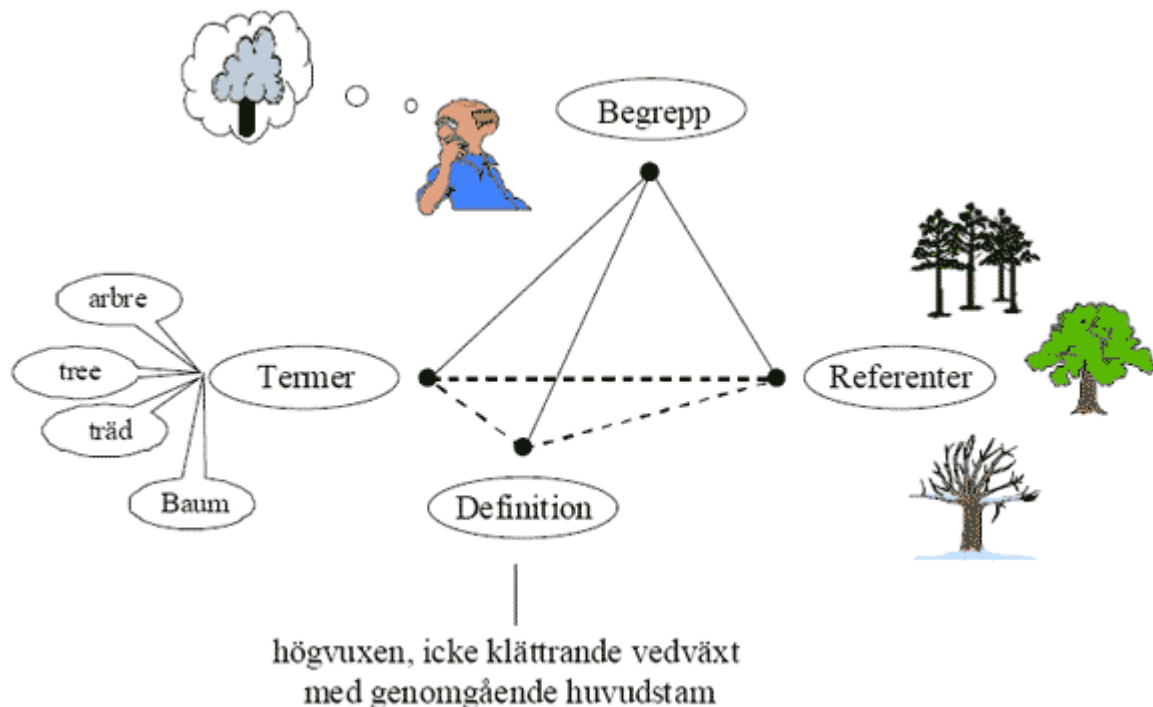 Begrepp
arbre
tree
träd
Baum
Termer
Referenter
Definition
högvuxen, icke klättrande vedväxt
med genomgående huvudstam